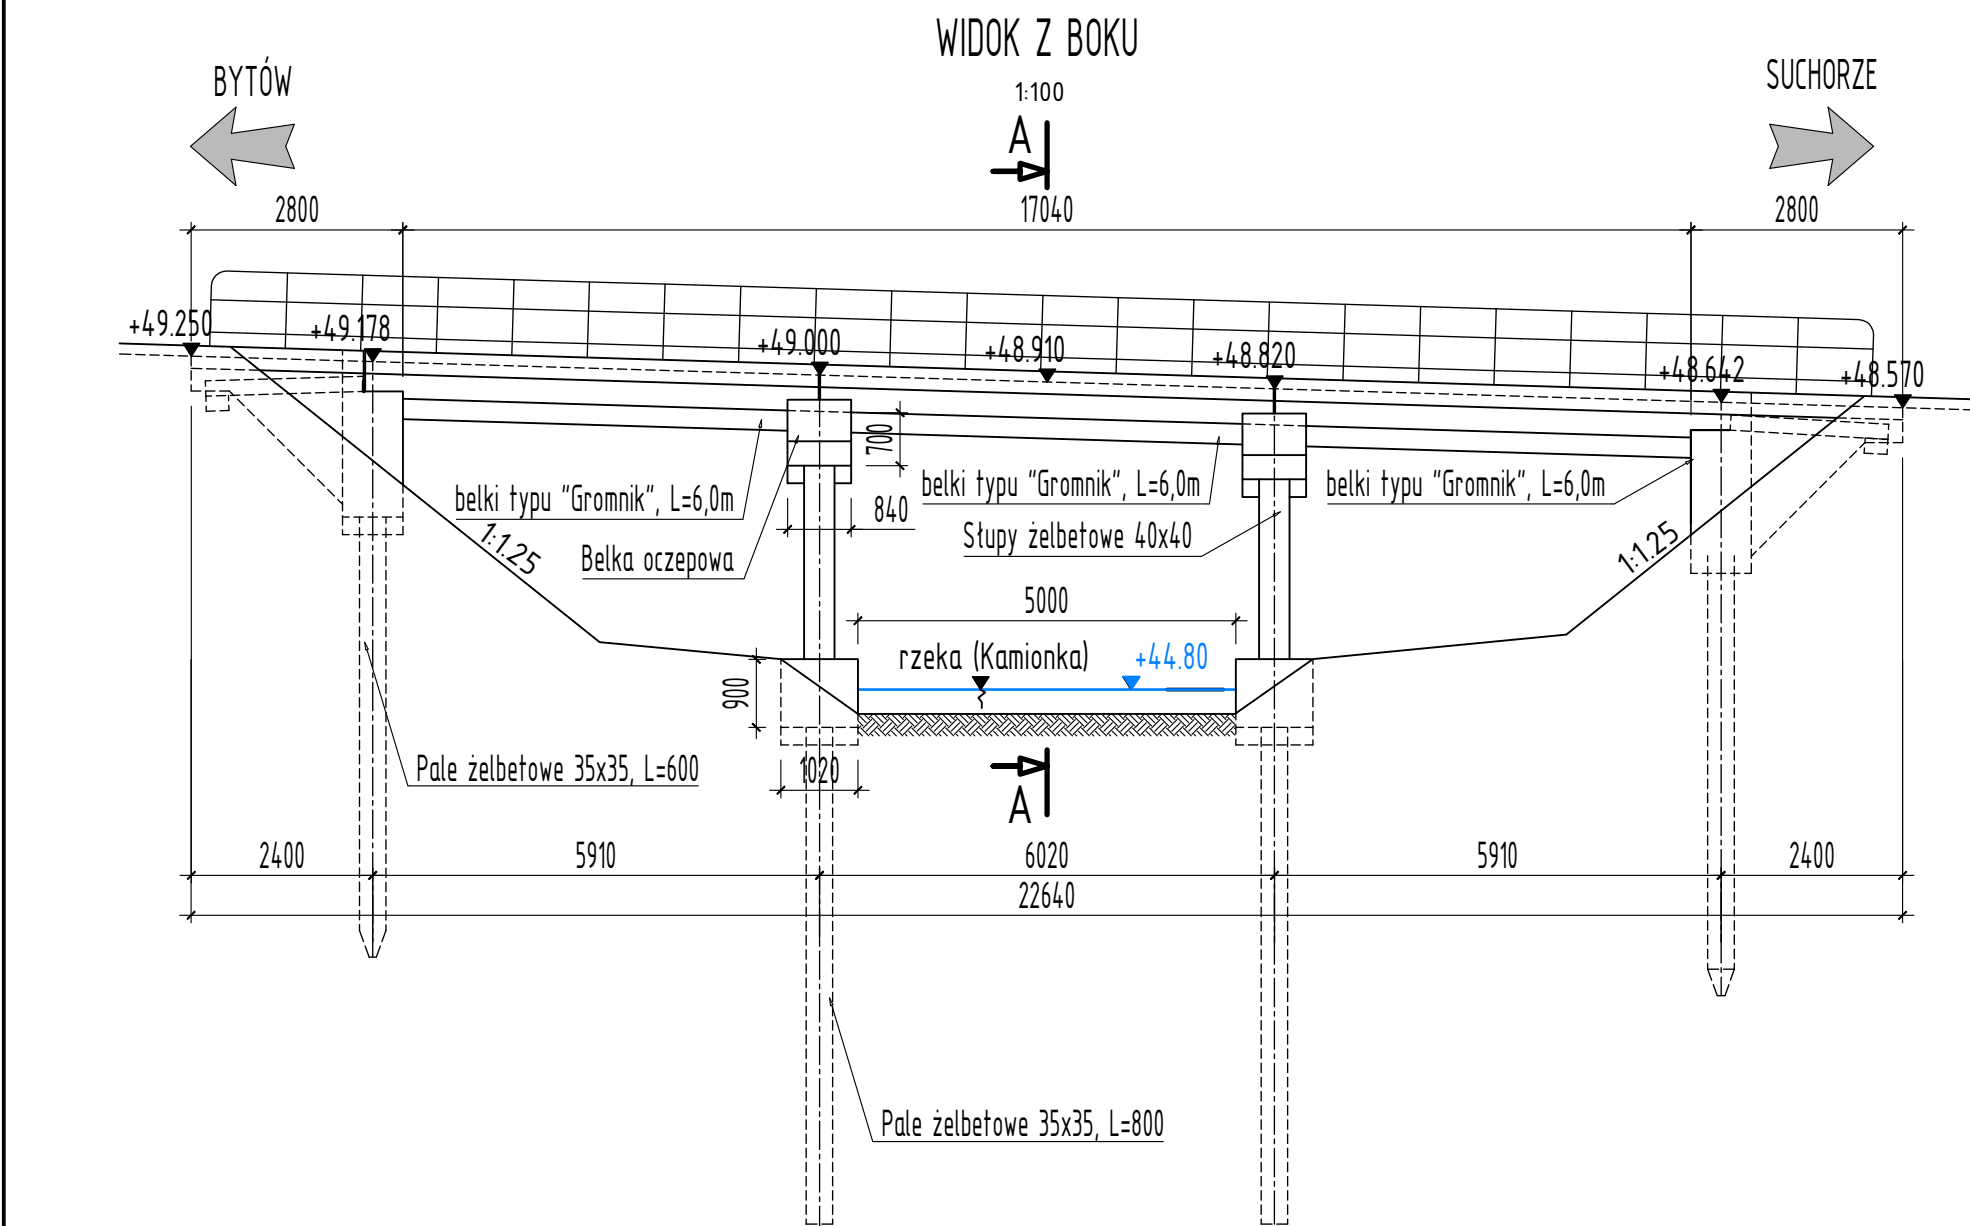 WIDOK Z BOKU
1:100
BYTÓW
SUCHORZE
A
2800
17040
2800
+49.250
+49.178
+49.000
+48.910
+48.820
+48.642
+48.570
700
belki typu "Gromnik", L=6,0m
belki typu "Gromnik", L=6,0m
belki typu "Gromnik", L=6,0m
840
1:1.25
Belka oczepowa
Słupy żelbetowe 40x40
1:1.25
5000
rzeka (Kamionka)
+44.80
900
Pale żelbetowe 35x35, L=600
1020
A
2400
5910
6020
5910
2400
22640
Pale żelbetowe 35x35, L=800